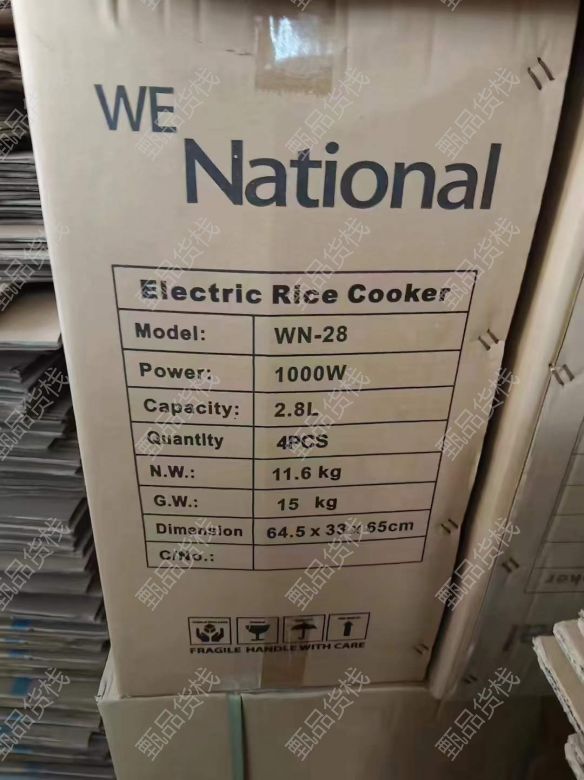 WE
National
Electric Rice Cooker
Model: WN-28
Power: 1000W
Capacity: 2.8L
Quantity 4PCS
N.W.: 11.6 kg
G.W.: 15 kg
Dimension 64.5 x 33 x 65cm
C/No.:
FRAGILE HANDLE WITH CARE
甄品货栈